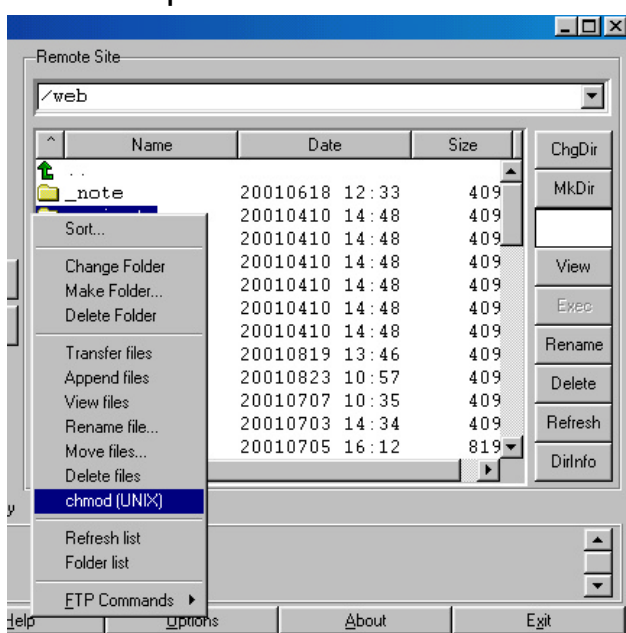 Remote Site
/web
^ Name Date Size
ChgDir
..
_note 20010618 12:33 409
MkDir
20010410 14:48 409
Sort...
20010410 14:48 409
Change Folder
20010410 14:48 409
View
Make Folder...
20010410 14:48 409
Delete Folder
20010410 14:48 409
Exec
20010410 14:48 409
Rename
Transfer files
20010819 13:46 409
Append files
20010823 10:57 409
Delete
View files
20010707 10:35 409
Rename file...
20010703 14:34 409
Refresh
Move files...
20010705 16:12 819
DirInfo
Delete files
chmod (UNIX)
y
Refresh list
Folder list
FTP Commands
Help Options About Exit